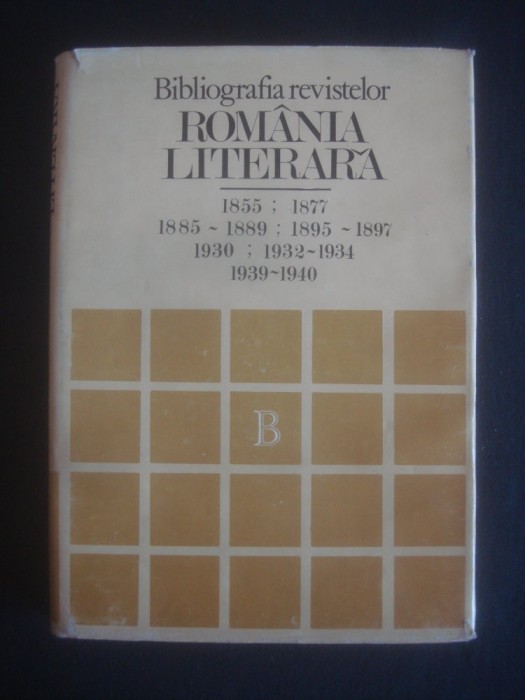 Bibliografia revistelor
ROMÂNIA
LITERARĂ
1855 ; 1877
1885 ~ 1889 ; 1895 ~ 1897
1930 ; 1932~1934
1939~1940
B